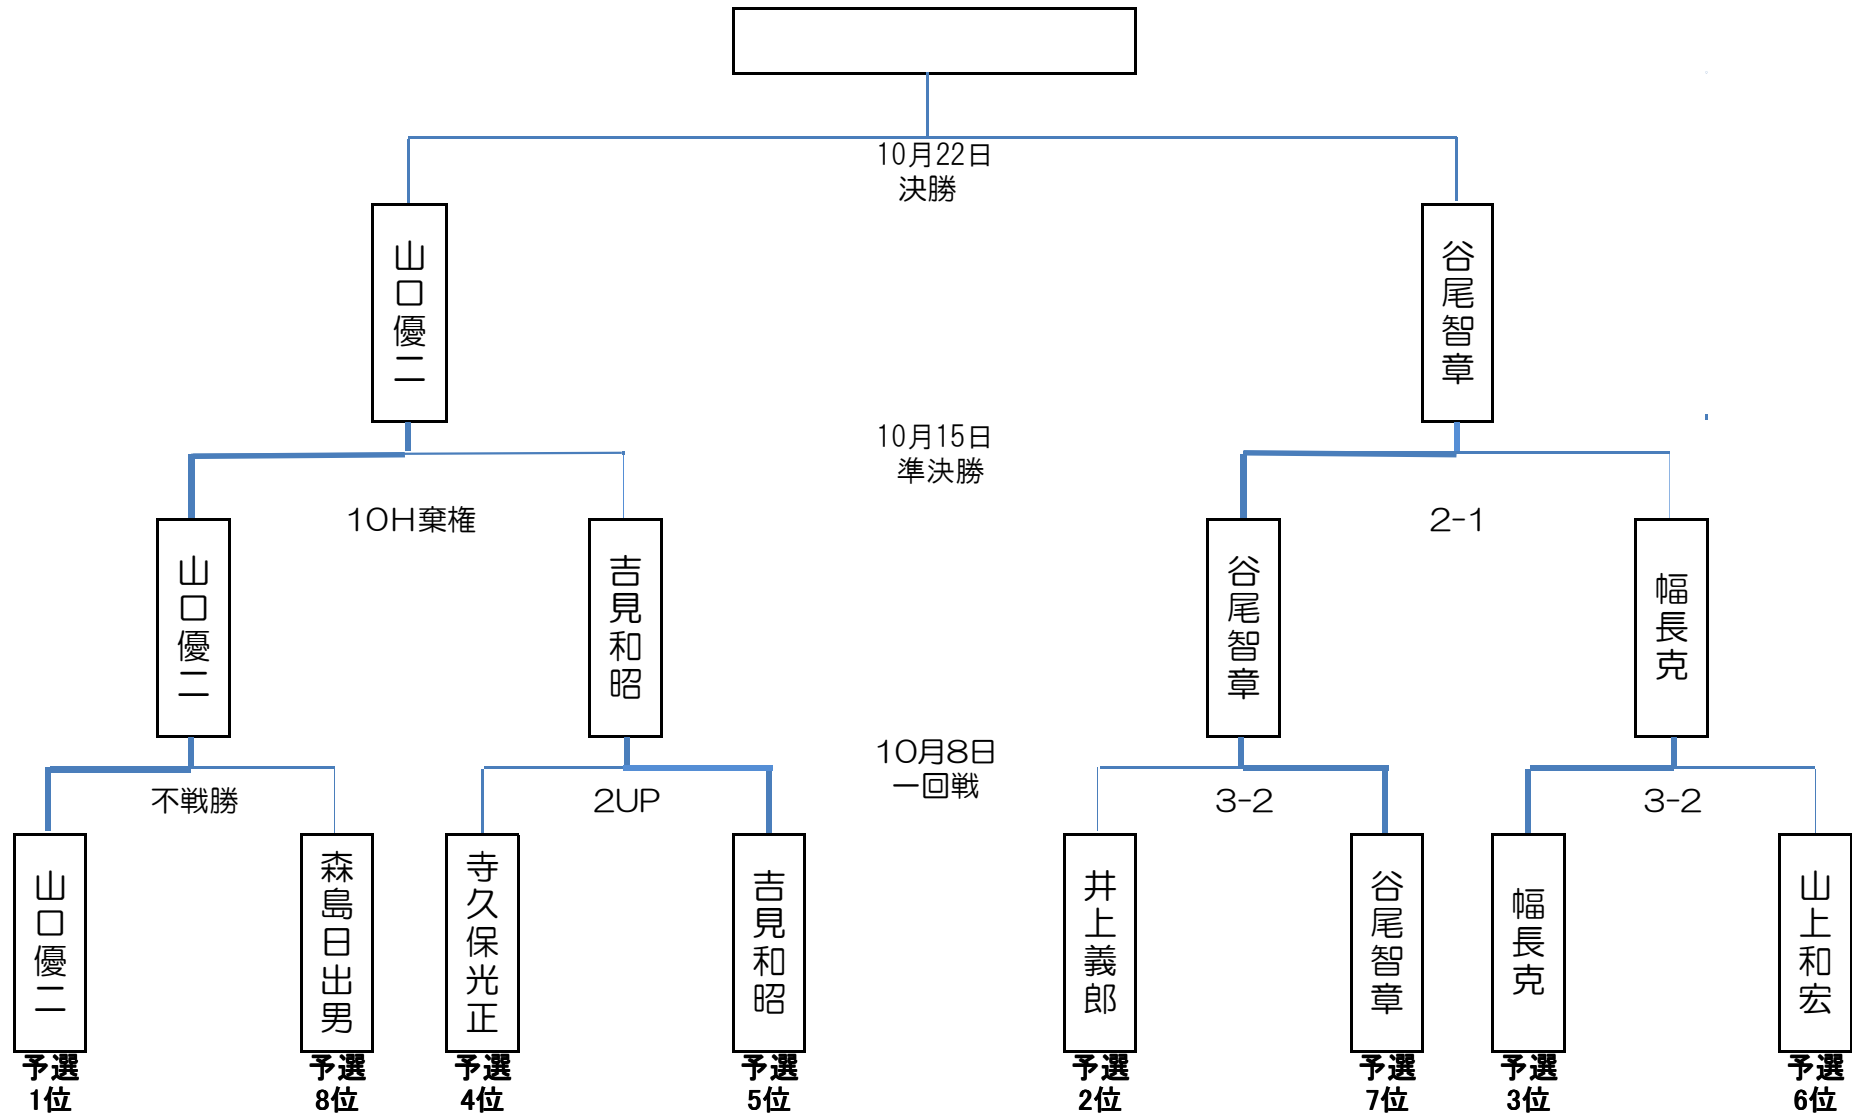 10月22日
決勝
山口優二
谷尾智章
10月15日
準決勝
10H棄権
2-1
山口優二
吉見和昭
谷尾智章
幅長克
10月8日
一回戦
不戦勝
2UP
3-2
3-2
山口優二
森島日出男
寺久保光正
吉見和昭
井上義郎
谷尾智章
幅長克
山上和宏
予選
1位
予選
8位
予選
4位
予選
5位
予選
2位
予選
7位
予選
3位
予選
6位